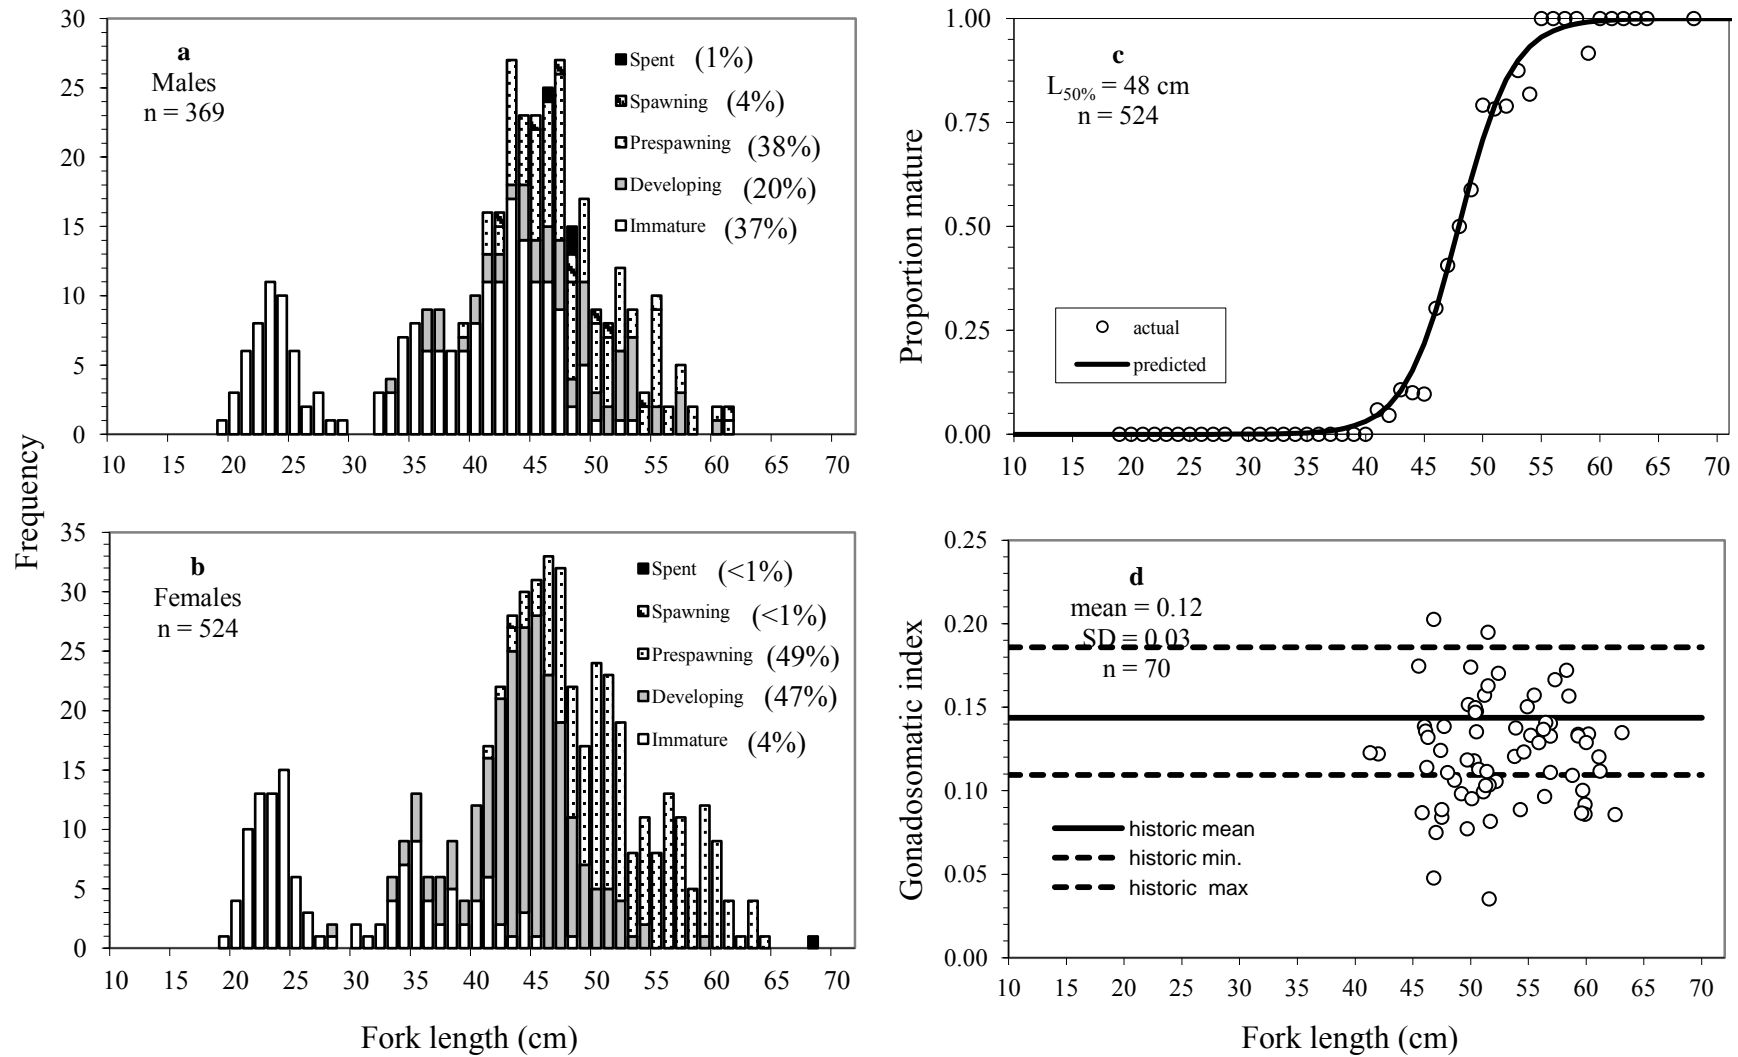 Frequency
30
25
20
15
10
5
0
a
Males
n = 369
Spent (1%)
Spawning (4%)
Prespawning (38%)
Developing (20%)
Immature (37%)
10 15 20 25 30 35 40 45 50 55 60 65 70
35
30
25
20
15
10
5
0
b
Females
n = 524
Spent (<1%)
Spawning (<1%)
Prespawning (49%)
Developing (47%)
Immature (4%)
10 15 20 25 30 35 40 45 50 55 60 65 70
Fork length (cm)
Proportion mature
1.00
0.75
0.50
0.25
0.00
c
L50% = 48 cm
n = 524
actual
predicted
10 15 20 25 30 35 40 45 50 55 60 65 70
Gonadosomatic index
0.25
0.20
0.15
0.10
0.05
0.00
d
mean = 0.12
SD = 0.03
n = 70
historic mean
historic min.
historic max
10 15 20 25 30 35 40 45 50 55 60 65 70
Fork length (cm)